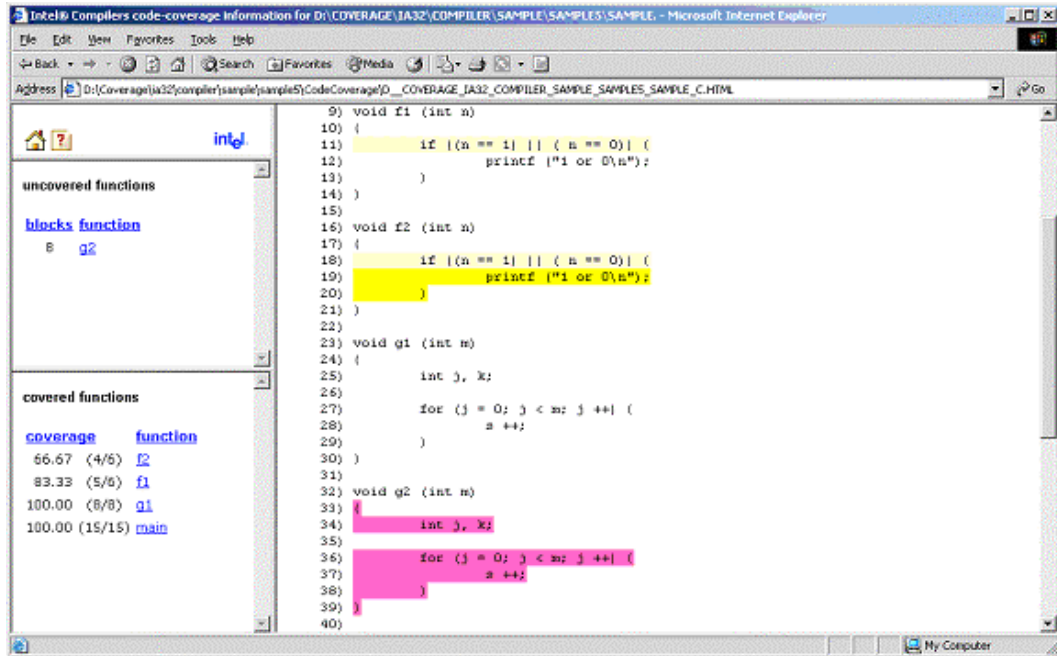 Intel® Compilers code-coverage information for D:\COVERAGE\IA32\COMPILER\SAMPLE\SAMPLES\SAMPLE. - Microsoft Internet Explorer
File Edit View Favorites Tools Help
Back Search Favorites Media
Address D:\Coverage\ia32\compiler\sample\sample5\CodeCoverage\D__COVERAGE_IA32_COMPILER_SAMPLE_SAMPLES_SAMPLE_C.HTML Go
intel.
uncovered functions
blocks function
8 g2
covered functions
coverage function
66.67 (4/6) f2
83.33 (5/6) f1
100.00 (8/8) g1
100.00 (15/15) main
9) void f1 (int n)
10) {
11) if ((n == 1) || ( n == 0)) {
12) printf ("1 or 0\n");
13) }
14) }
15)
16) void f2 (int n)
17) {
18) if ((n == 1) || ( n == 0)) {
19) printf ("1 or 0\n");
20) }
21) }
22)
23) void g1 (int m)
24) {
25) int j, k;
26)
27) for (j = 0; j < m; j ++) {
28) s ++;
29) }
30) }
31)
32) void g2 (int m)
33) {
34) int j, k;
35)
36) for (j = 0; j < m; j ++) {
37) s ++;
38) }
39) }
40)
My Computer